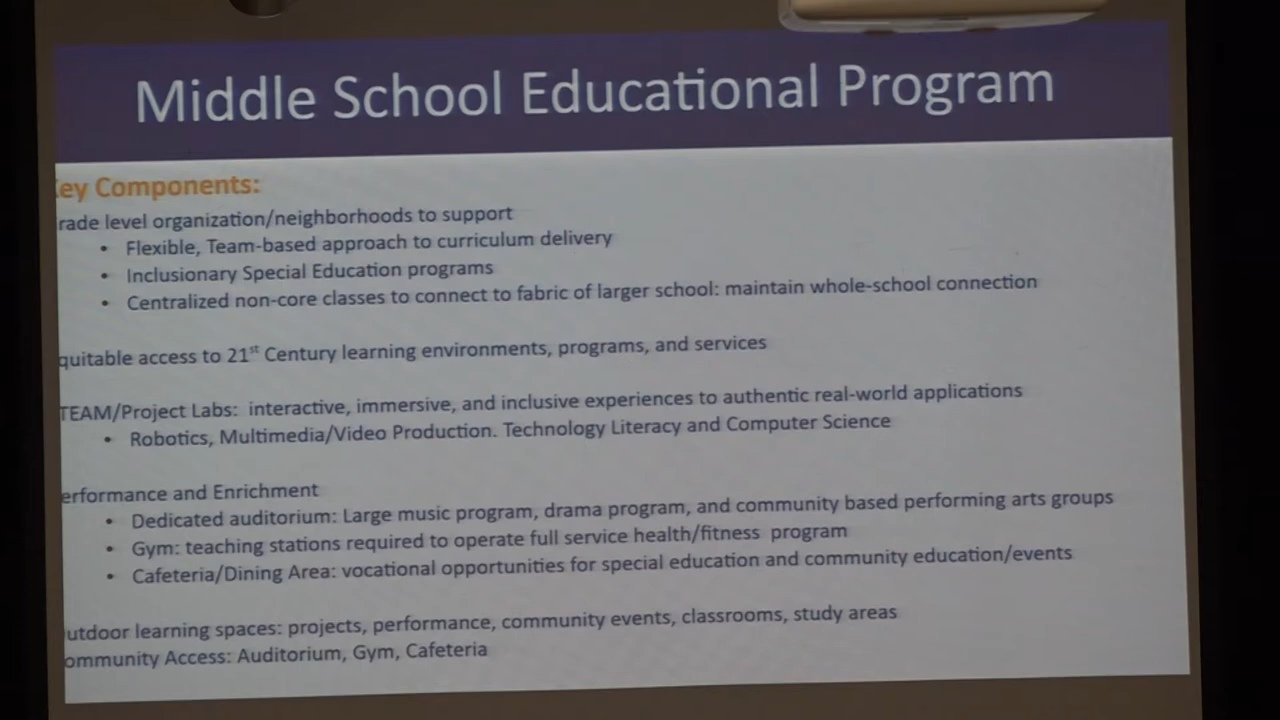 Middle School Educational Program
ey Components:
rade level organization/neighborhoods to support
• Flexible, Team-based approach to curriculum delivery
• Inclusionary Special Education programs
• Centralized non-core classes to connect to fabric of larger school: maintain whole-school connection
quitable access to 21st Century learning environments, programs, and services
TEAM/Project Labs: interactive, immersive, and inclusive experiences to authentic real-world applications
• Robotics, Multimedia/Video Production. Technology Literacy and Computer Science
erformance and Enrichment
• Dedicated auditorium: Large music program, drama program, and community based performing arts groups
• Gym: teaching stations required to operate full service health/fitness program
• Cafeteria/Dining Area: vocational opportunities for special education and community education/events
utdoor learning spaces: projects, performance, community events, classrooms, study areas
ommunity Access: Auditorium, Gym, Cafeteria